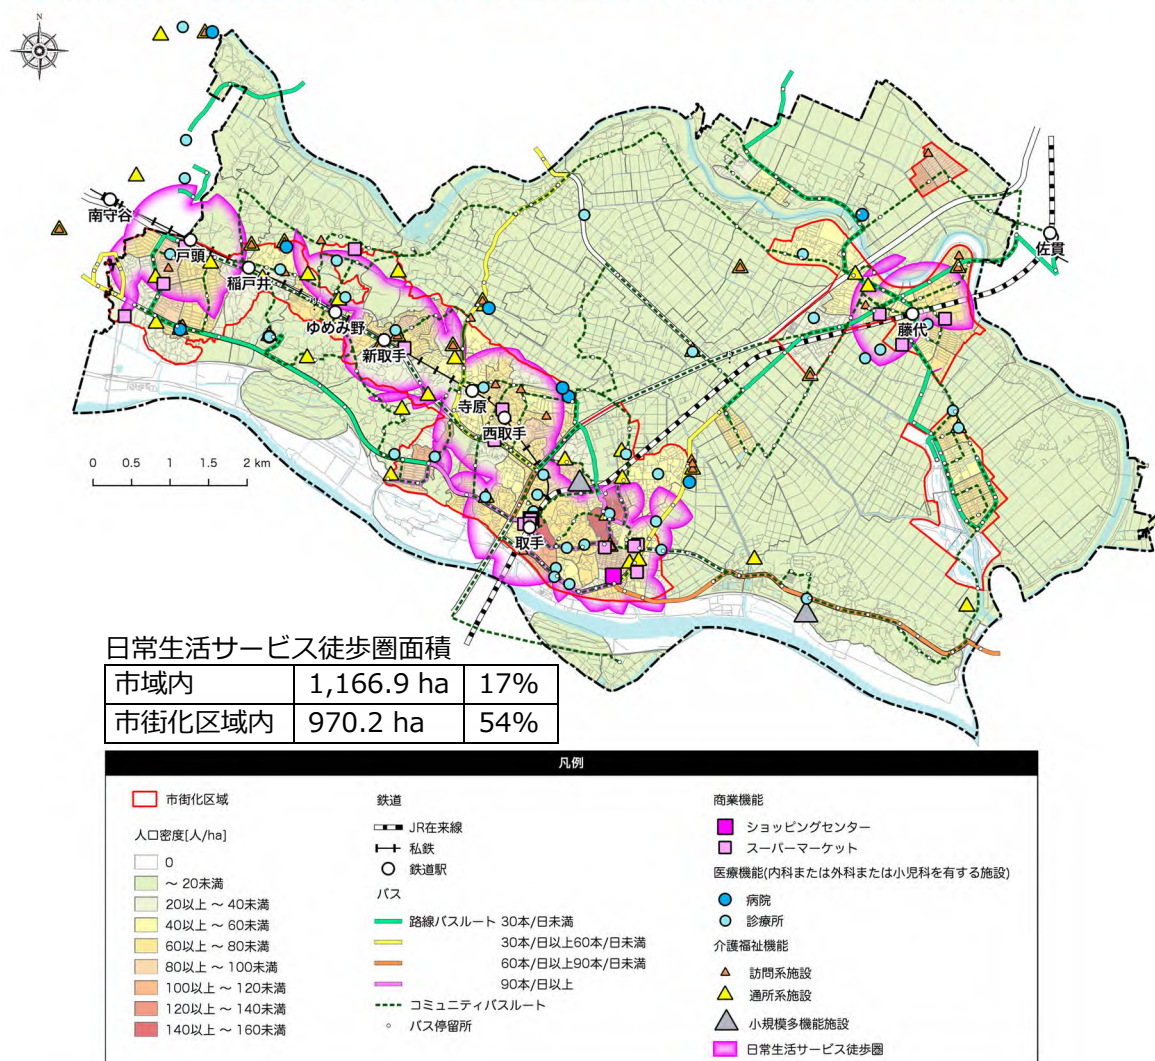 N
南守谷
戸頭
稲戸井
ゆめみ野
新取手
寺原
西取手
取手
藤代
佐貫
0 0.5 1 1.5 2 km
日常生活サービス徒歩圏面積
市域内 1,166.9 ha 17%
市街化区域内 970.2 ha 54%
凡例
市街化区域
人口密度[人/ha]
0
～ 20未満
20以上 ～ 40未満
40以上 ～ 60未満
60以上 ～ 80未満
80以上 ～ 100未満
100以上 ～ 120未満
120以上 ～ 140未満
140以上 ～ 160未満
鉄道
JR在来線
私鉄
鉄道駅
バス
路線バスルート 30本/日未満
30本/日以上60本/日未満
60本/日以上90本/日未満
90本/日以上
コミュニティバスルート
バス停留所
商業機能
ショッピングセンター
スーパーマーケット
医療機能(内科または外科または小児科を有する施設)
病院
診療所
介護福祉機能
訪問系施設
通所系施設
小規模多機能施設
日常生活サービス徒歩圏